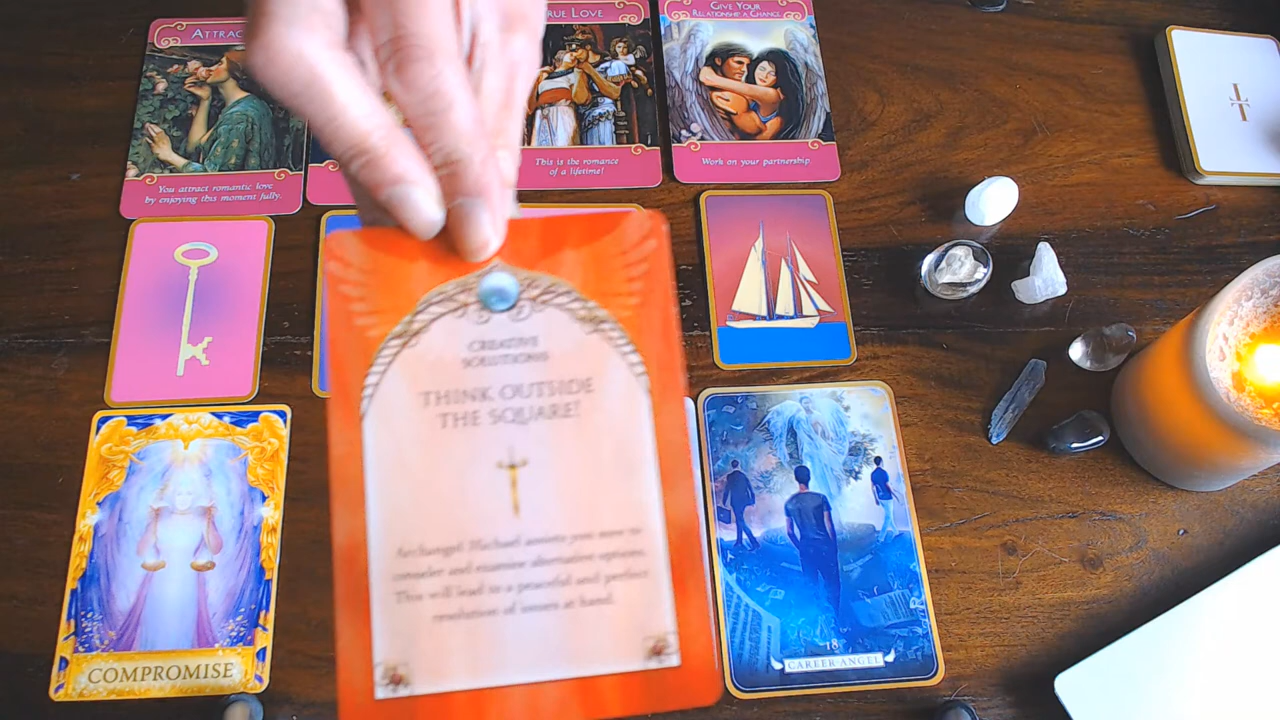 ATTRAC
RUE LOVE
GIVE YOUR
RELATIONSHIP A CHANCE
You attract romantic love
by enjoying this moment fully.
This is the romance
of a lifetime!
Work on your partnership.
CREATIVE
SOLUTIONS
THINK OUTSIDE
THE SQUARE!
Archangel Michael assists you now to
consider and examine alternative options.
This will lead to a peaceful and perfect
resolution of issues at hand.
COMPROMISE
18
CAREER ANGEL
LT